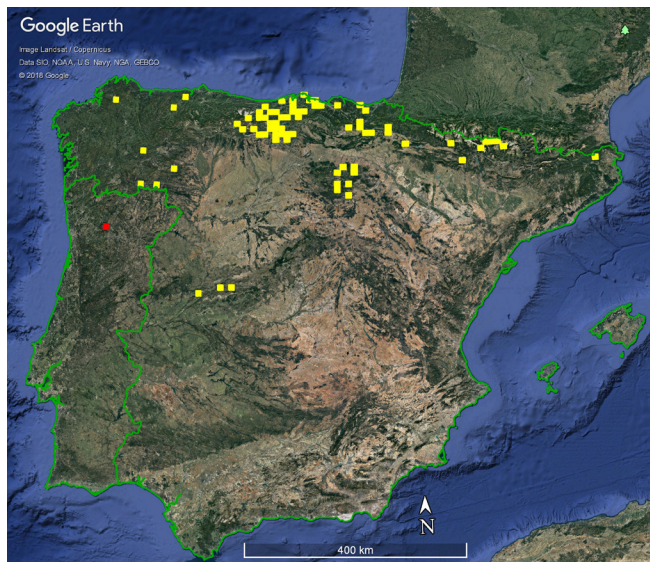 Google Earth
Image Landsat / Copernicus
Data SIO, NOAA, U.S. Navy, NGA, GEBCO
© 2018 Google
N
400 km